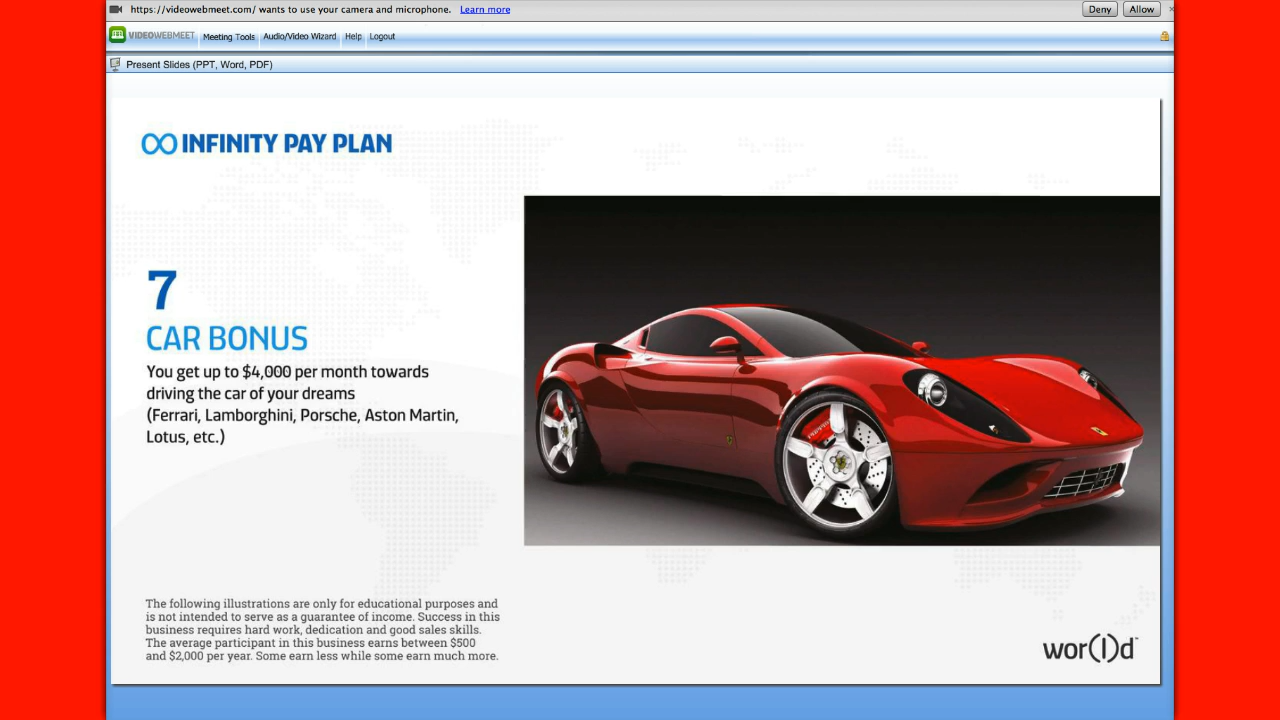 https://videowebmeet.com/ wants to use your camera and microphone. Learn more Deny Allow ×
VIDEOWEBMEET Meeting Tools Audio/Video Wizard Help Logout
Present Slides (PPT, Word, PDF)
INFINITY PAY PLAN
7
CAR BONUS
You get up to $4,000 per month towards
driving the car of your dreams
(Ferrari, Lamborghini, Porsche, Aston Martin,
Lotus, etc.)
The following illustrations are only for educational purposes and
is not intended to serve as a guarantee of income. Success in this
business requires hard work, dedication and good sales skills.
The average participant in this business earns between $500
and $2,000 per year. Some earn less while some earn much more.
wor(l)d™